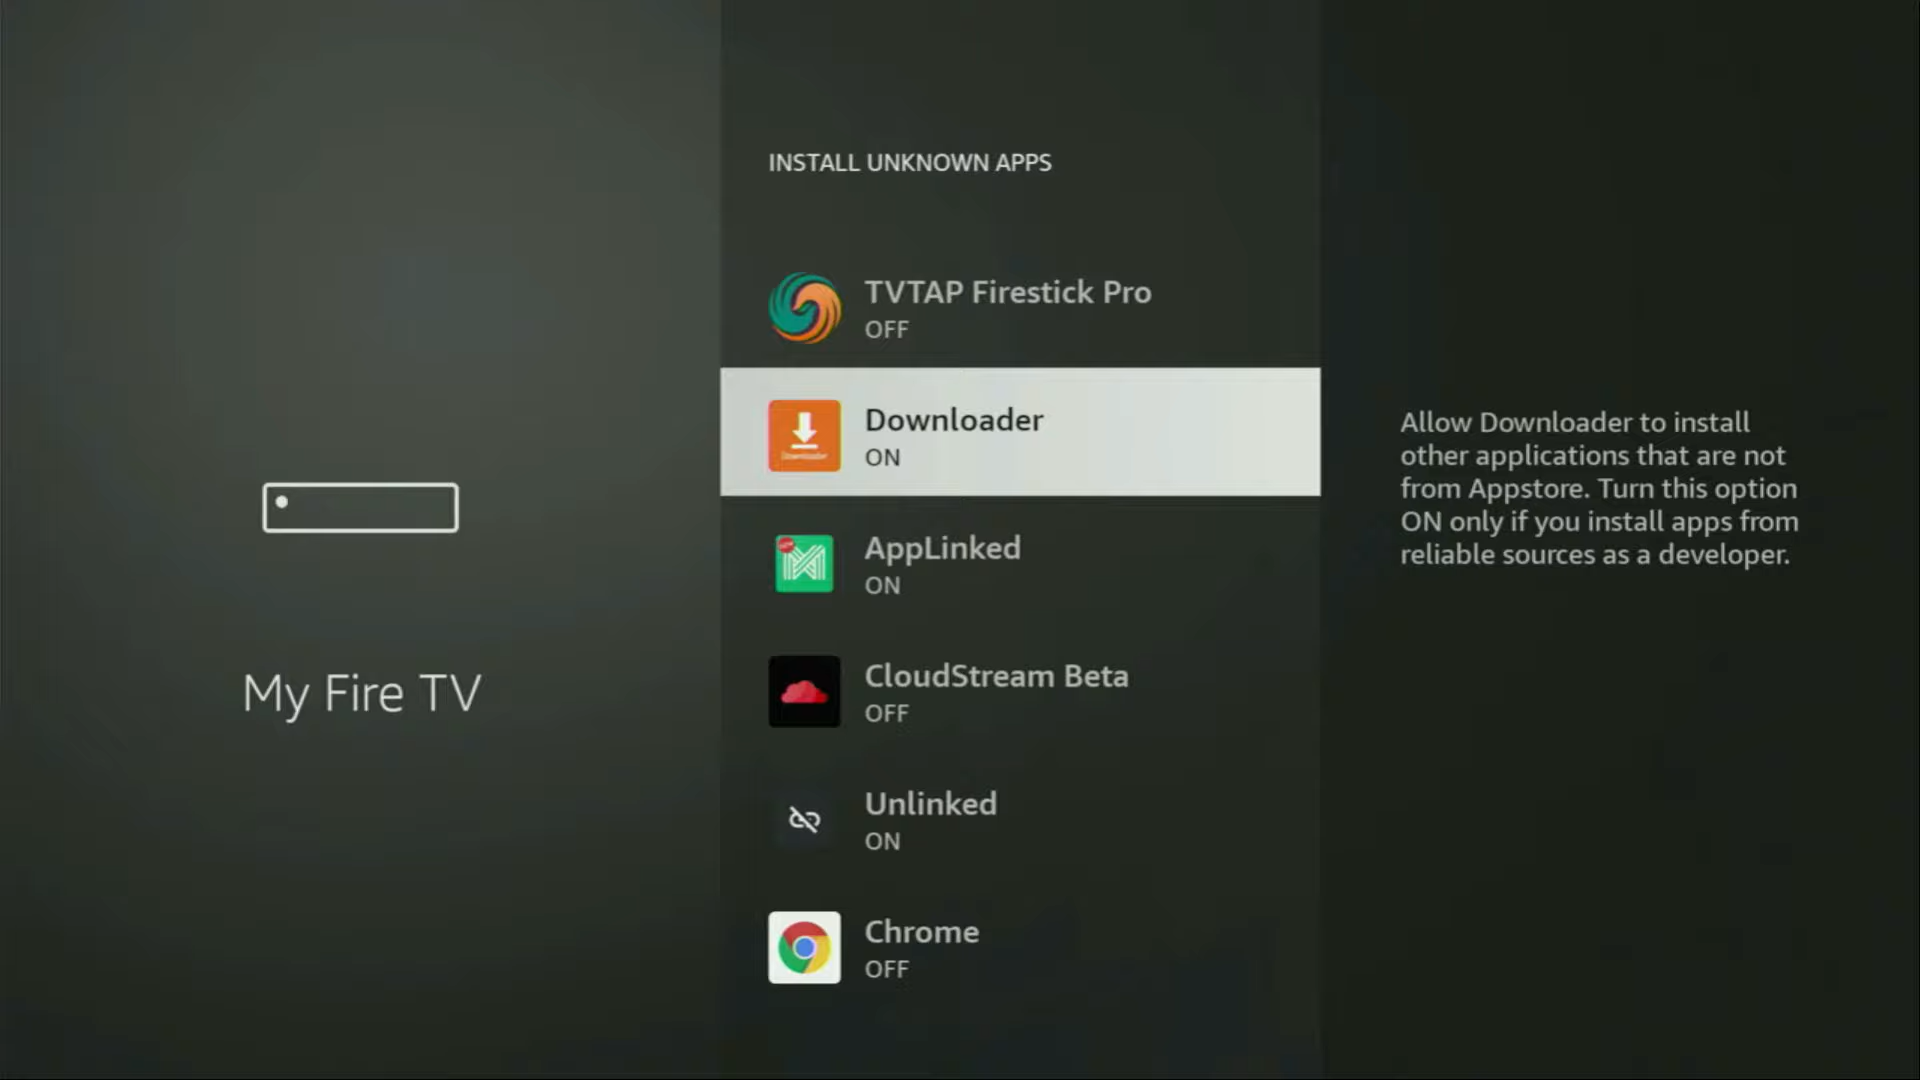 INSTALL UNKNOWN APPS
TVTAP Firestick Pro
OFF
Downloader
Downloader
ON
AppLinked
ON
CloudStream Beta
OFF
Unlinked
ON
Chrome
OFF
My Fire TV
Allow Downloader to install
other applications that are not
from Appstore. Turn this option
ON only if you install apps from
reliable sources as a developer.